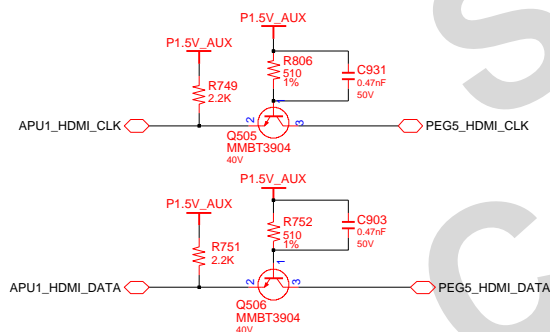 P1.5V_AUX
P1.5V_AUX
R749
2.2K
R806
510
1%
C931
0.47nF
50V
1
APU1_HDMI_CLK
2
3
PEG5_HDMI_CLK
Q505
MMBT3904
40V
P1.5V_AUX
P1.5V_AUX
R751
2.2K
R752
510
1%
C903
0.47nF
50V
1
APU1_HDMI_DATA
2
3
PEG5_HDMI_DATA
Q506
MMBT3904
40V
S